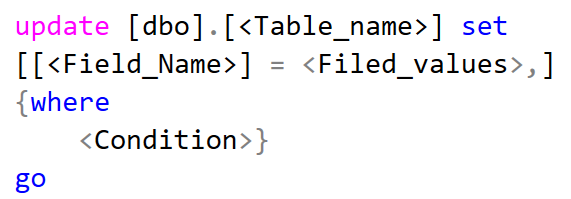 update [dbo].[<Table_name>] set
[[<Field_Name>] = <Filed_values>,]
{where
<Condition>}
go